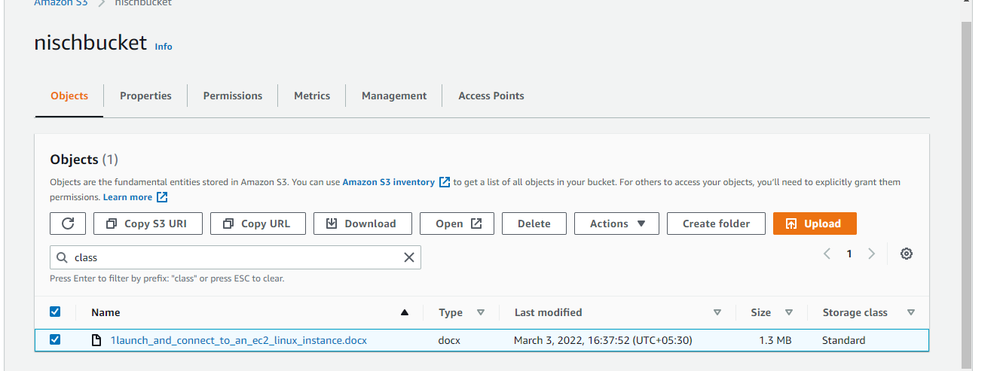 Amazon S3 > nischbucket
nischbucket Info
Objects Properties Permissions Metrics Management Access Points
Objects (1)
Objects are the fundamental entities stored in Amazon S3. You can use Amazon S3 inventory to get a list of all objects in your bucket. For others to access your objects, you'll need to explicitly grant them
permissions. Learn more
Copy S3 URI Copy URL Download Open Delete Actions Create folder Upload
class
1
Press Enter to filter by prefix: "class" or press ESC to clear.
Name Type Last modified Size Storage class
1launch_and_connect_to_an_ec2_linux_instance.docx docx March 3, 2022, 16:37:52 (UTC+05:30) 1.3 MB Standard